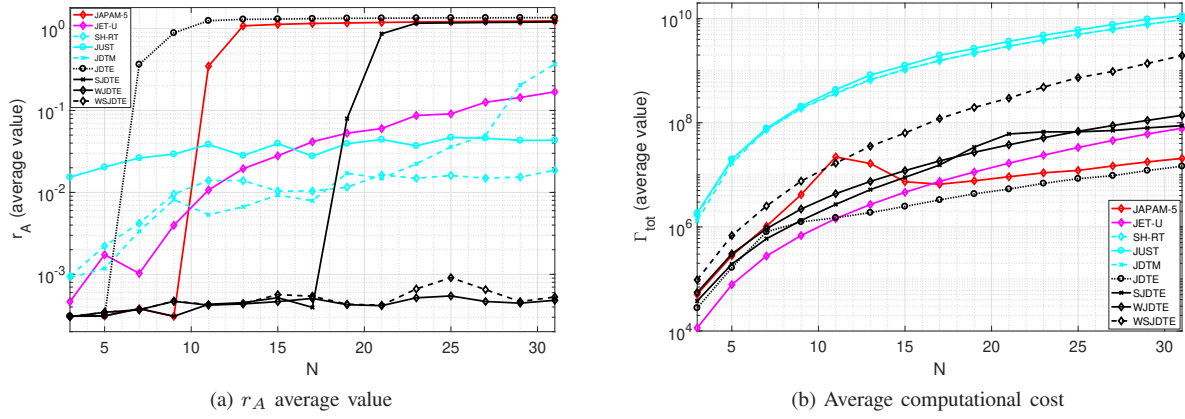 JAPAM-5
JET-U
SH-RT
JUST
JDTM
JDTE
SJDTE
WJDTE
WSJDTE
10^0
10^-1
10^-2
10^-3
r_A (average value)
5 10 15 20 25 30
N
(a) r_A average value
10^10
10^8
10^6
10^4
Γ_tot (average value)
JAPAM-5
JET-U
SH-RT
JUST
JDTM
JDTE
SJDTE
WJDTE
WSJDTE
5 10 15 20 25 30
N
(b) Average computational cost